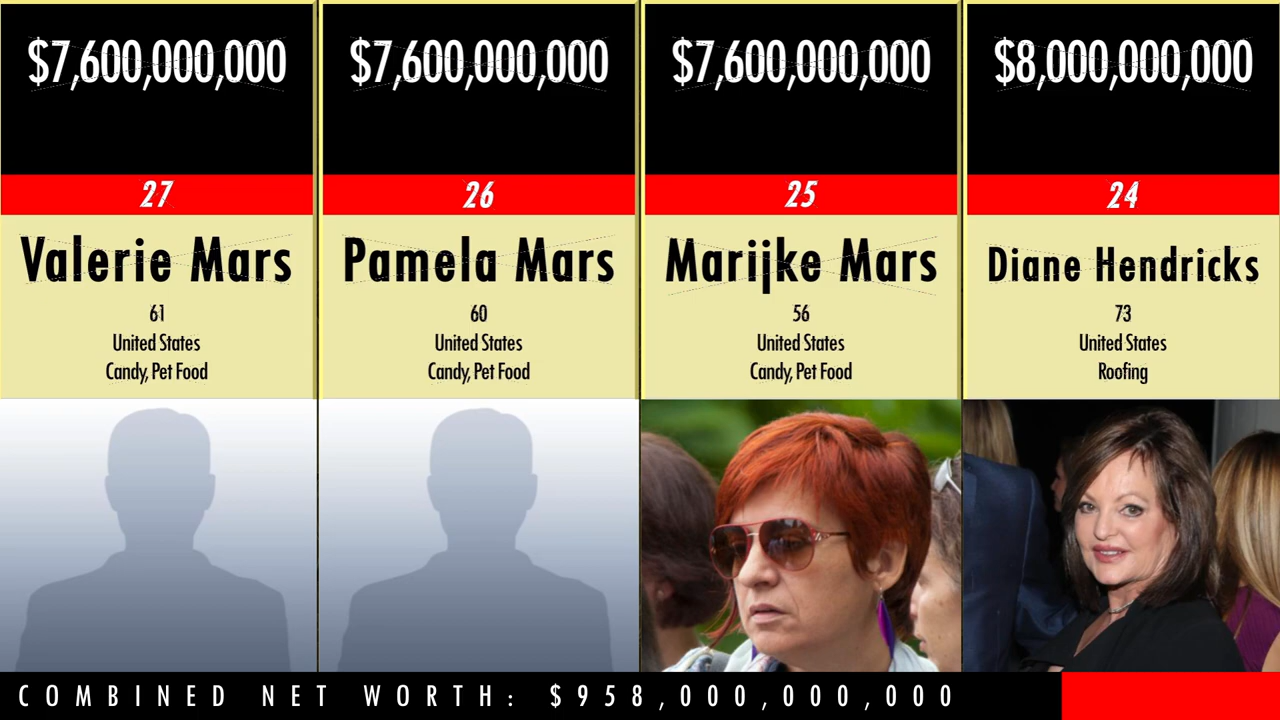 $7,600,000,000
27
Valerie Mars
61
United States
Candy, Pet Food
$7,600,000,000
26
Pamela Mars
60
United States
Candy, Pet Food
$7,600,000,000
25
Marijke Mars
56
United States
Candy, Pet Food
$8,000,000,000
24
Diane Hendricks
73
United States
Roofing
COMBINED NET WORTH: $958,000,000,000